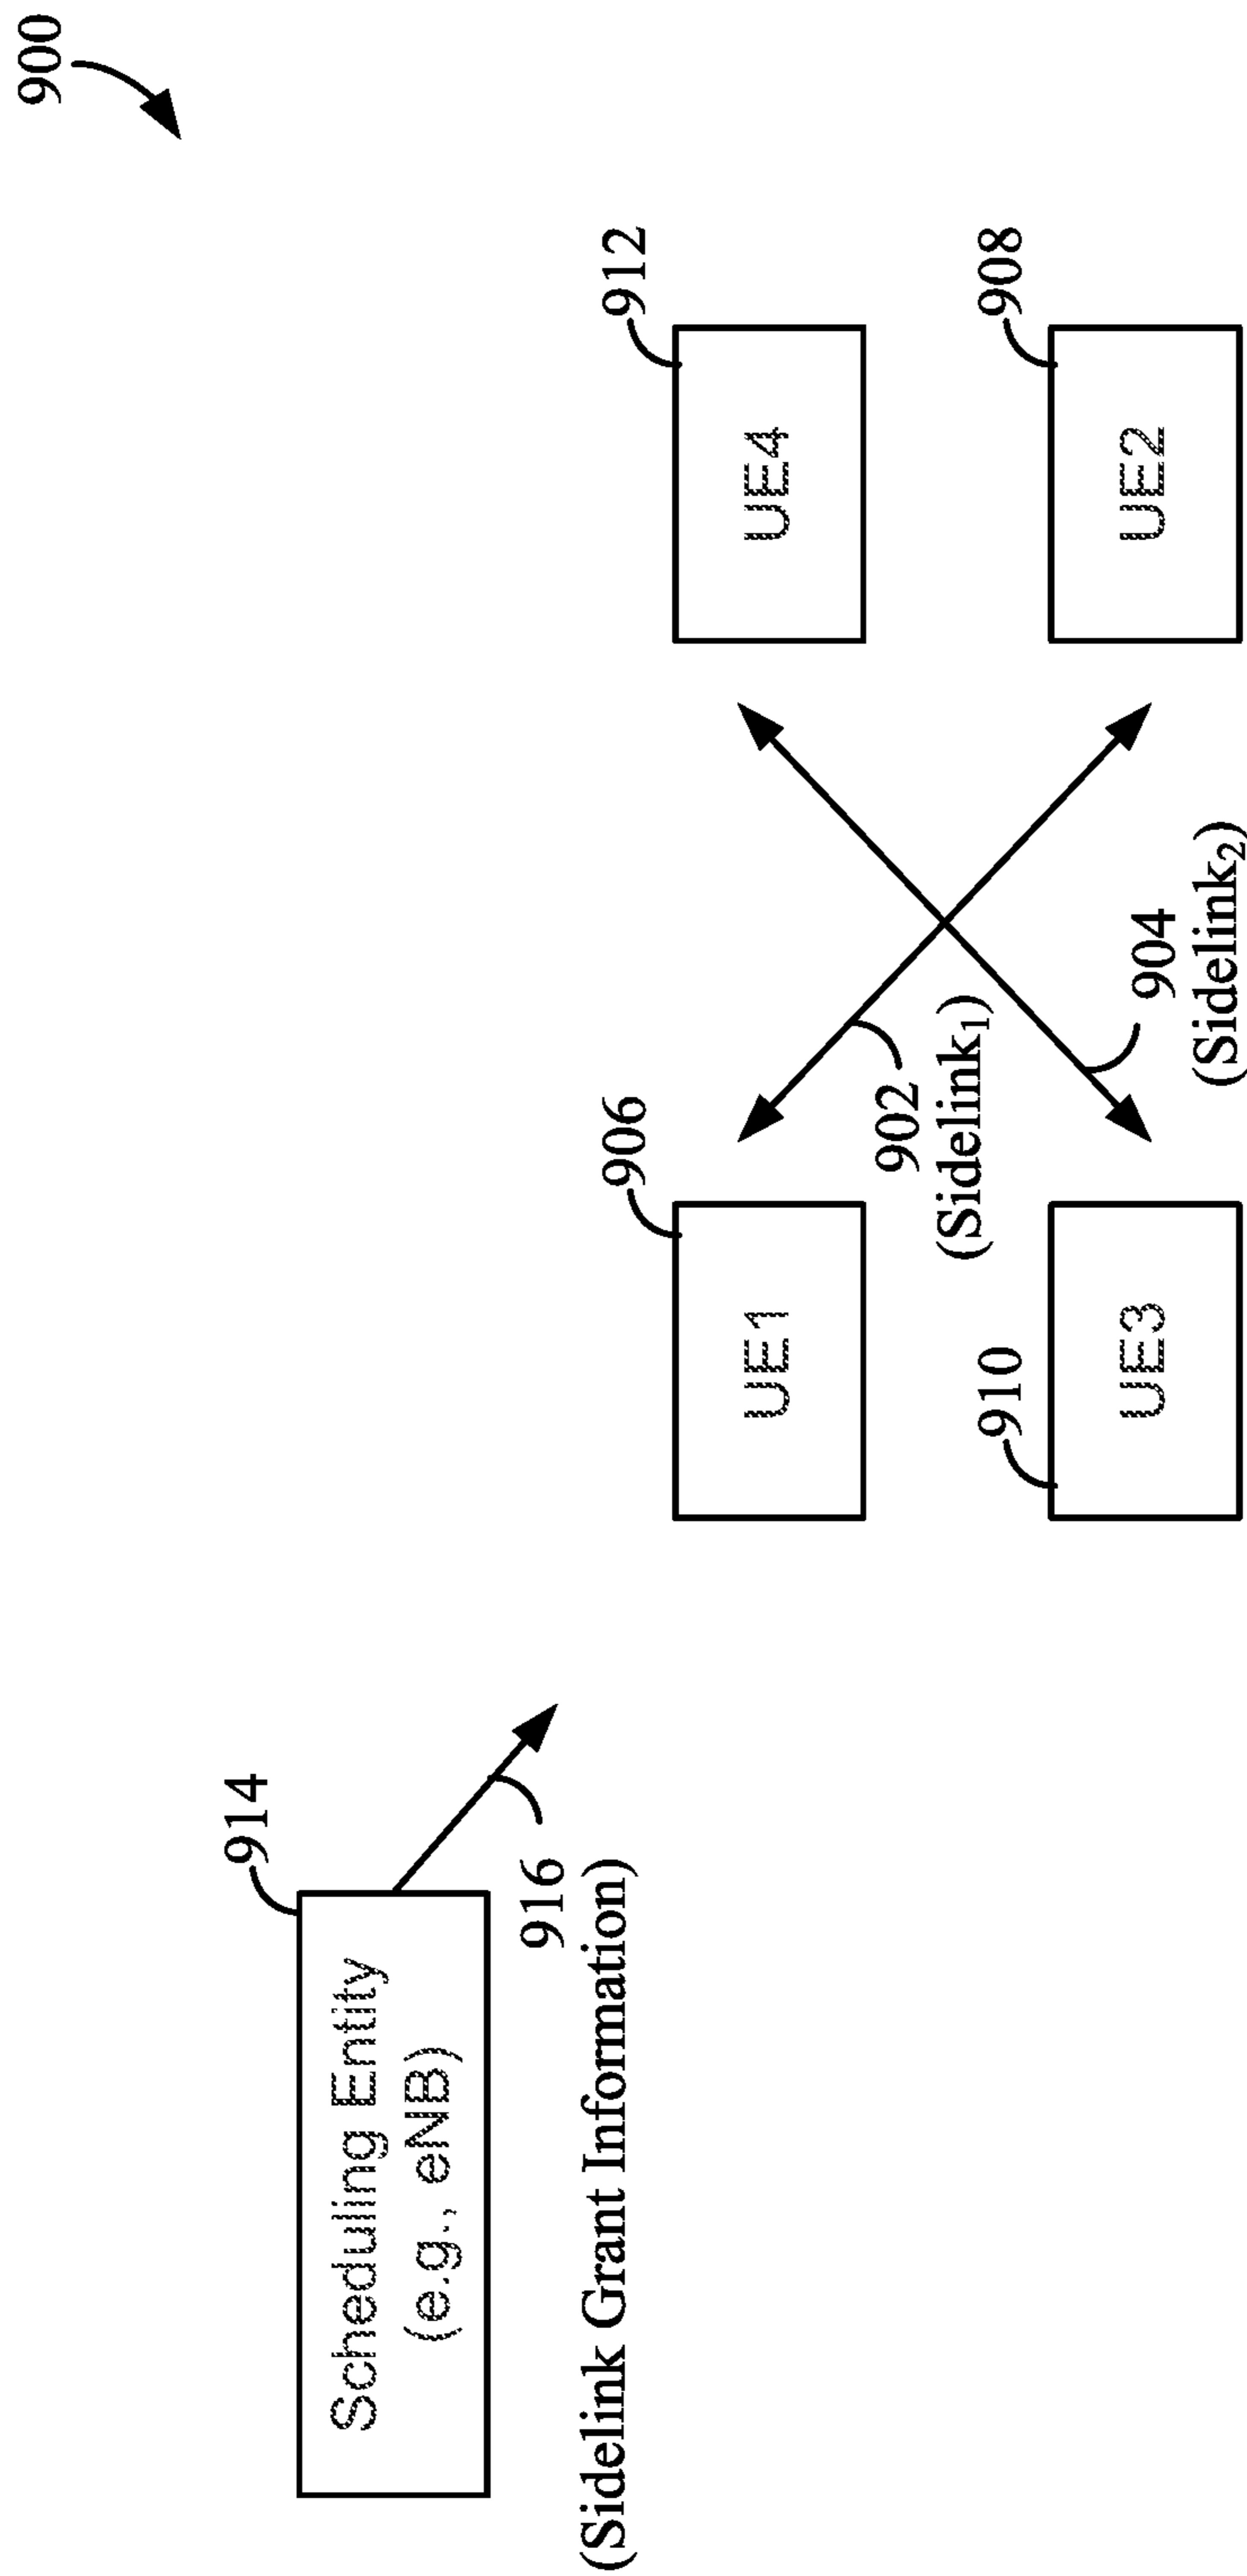 900
914
Scheduling Entity
(e.g., eNB)
916
(Sidelink Grant Information)
906
UE1
912
UE4
902
(Sidelink₁)
910
UE3
908
UE2
904
(Sidelink₂)